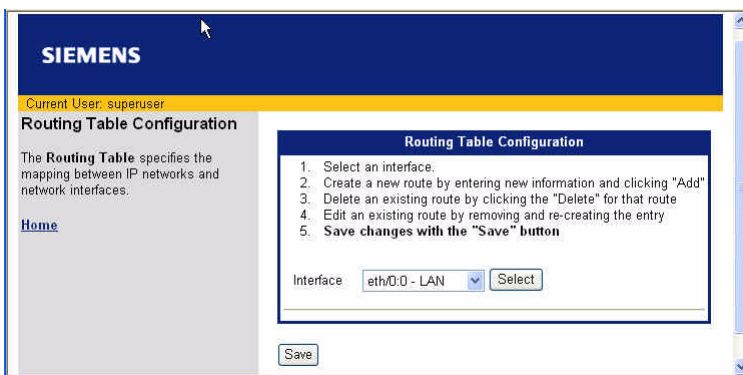 SIEMENS
Current User: superuser
Routing Table Configuration
The Routing Table specifies the
mapping between IP networks and
network interfaces.
Home
Routing Table Configuration
1. Select an interface.
2. Create a new route by entering new information and clicking "Add"
3. Delete an existing route by clicking the "Delete" for that route
4. Edit an existing route by removing and re-creating the entry
5. Save changes with the "Save" button
Interface eth/0:0 - LAN Select
Save